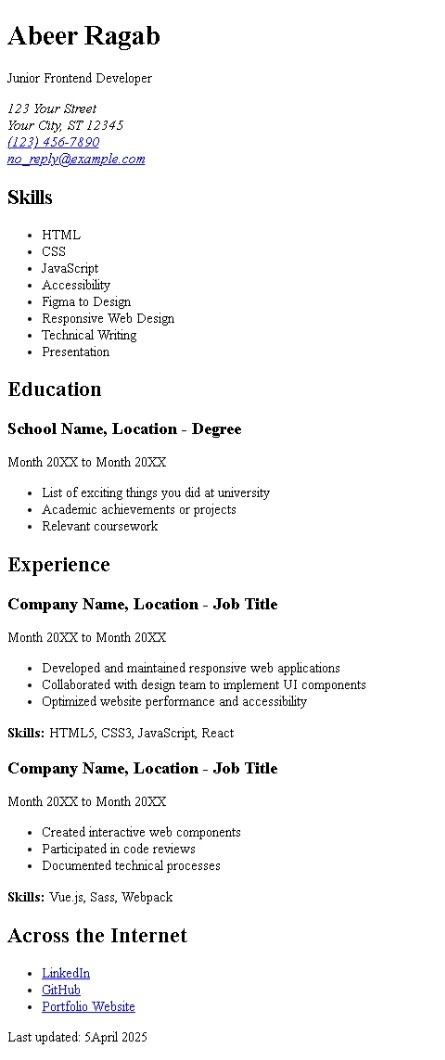 Abeer Ragab
Junior Frontend Developer
123 Your Street
Your City, ST 12345
(123) 456-7890
no_reply@example.com
Skills
• HTML
• CSS
• JavaScript
• Accessibility
• Figma to Design
• Responsive Web Design
• Technical Writing
• Presentation
Education
School Name, Location - Degree
Month 20XX to Month 20XX
• List of exciting things you did at university
• Academic achievements or projects
• Relevant coursework
Experience
Company Name, Location - Job Title
Month 20XX to Month 20XX
• Developed and maintained responsive web applications
• Collaborated with design team to implement UI components
• Optimized website performance and accessibility
Skills: HTML5, CSS3, JavaScript, React
Company Name, Location - Job Title
Month 20XX to Month 20XX
• Created interactive web components
• Participated in code reviews
• Documented technical processes
Skills: Vue.js, Sass, Webpack
Across the Internet
• LinkedIn
• GitHub
• Portfolio Website
Last updated: 5April 2025